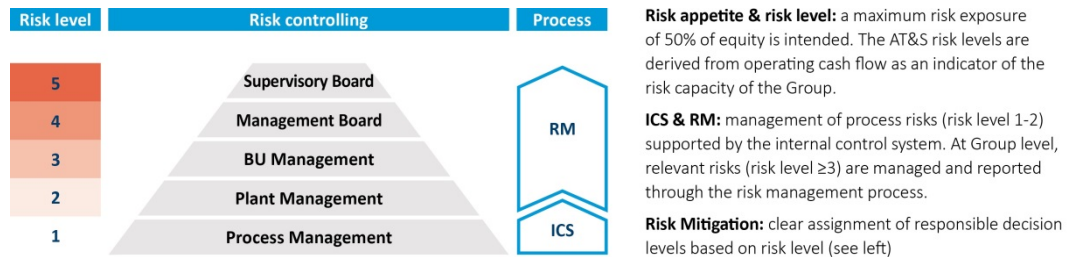 Risk level Risk controlling Process
5 Supervisory Board
4 Management Board
3 BU Management
2 Plant Management
1 Process Management
RM
ICS
Risk appetite & risk level: a maximum risk exposure
of 50% of equity is intended. The AT&S risk levels are
derived from operating cash flow as an indicator of the
risk capacity of the Group.
ICS & RM: management of process risks (risk level 1-2)
supported by the internal control system. At Group level,
relevant risks (risk level ≥3) are managed and reported
through the risk management process.
Risk Mitigation: clear assignment of responsible decision
levels based on risk level (see left)